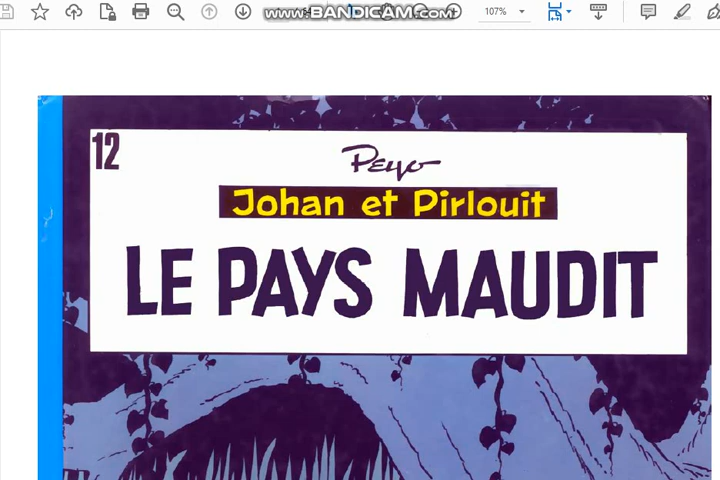 www.BANDICAM.com
107%
12
Peyo
Johan et Pirlouit
LE PAYS MAUDIT